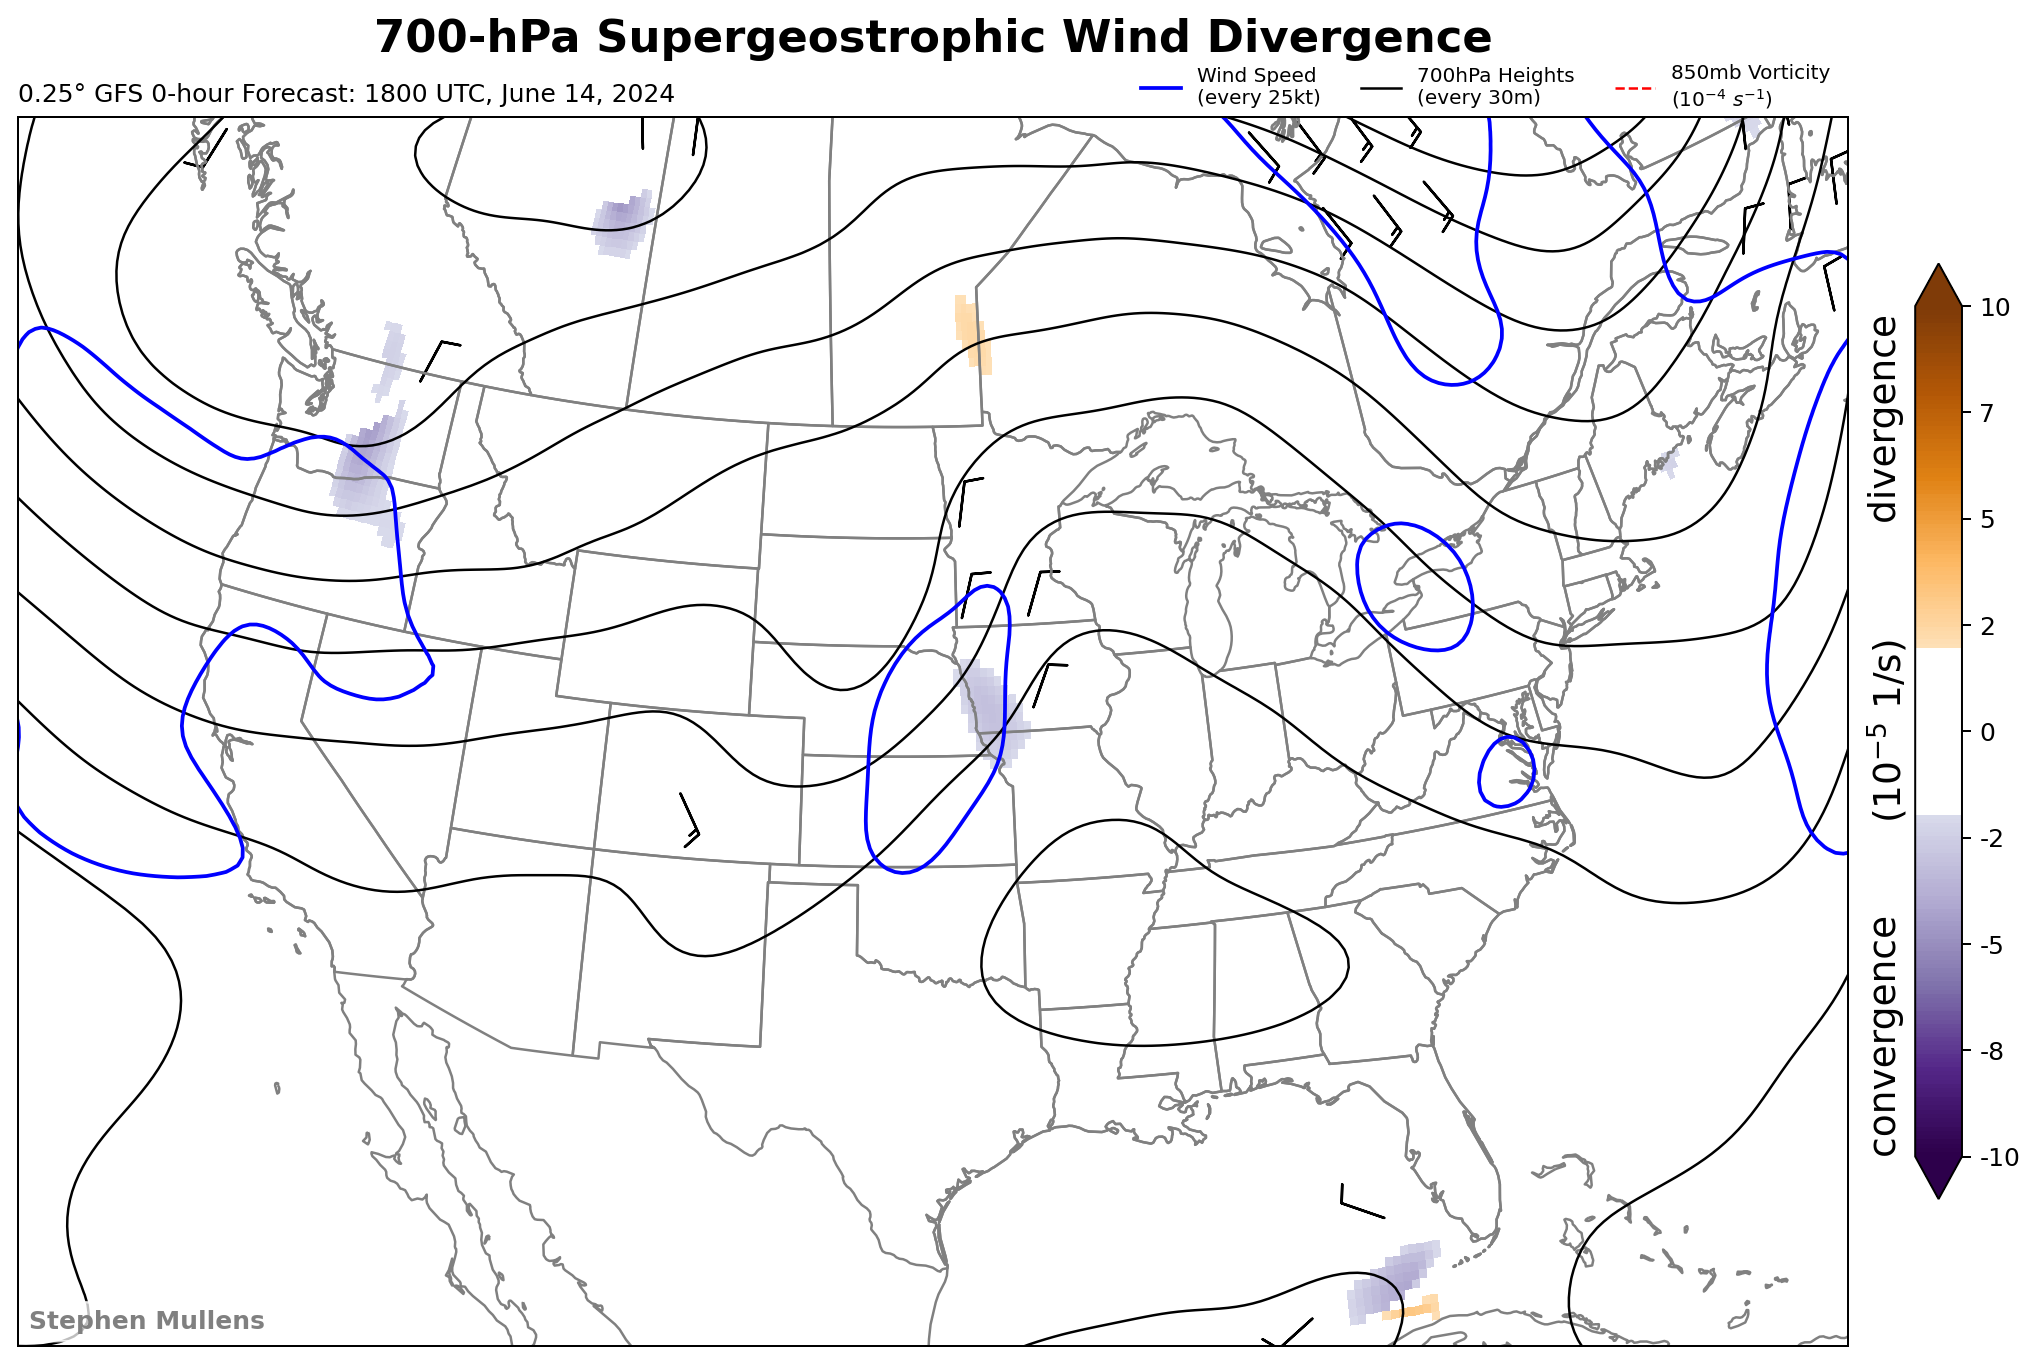 700-hPa Supergeostrophic Wind Divergence
0.25° GFS 0-hour Forecast: 1800 UTC, June 14, 2024
Wind Speed
(every 25kt)
700hPa Heights
(every 30m)
850mb Vorticity
(10⁻⁴ s⁻¹)
10
7
5
2
0
-2
-5
-8
-10
convergence (10⁻⁵ 1/s) divergence
Stephen Mullens